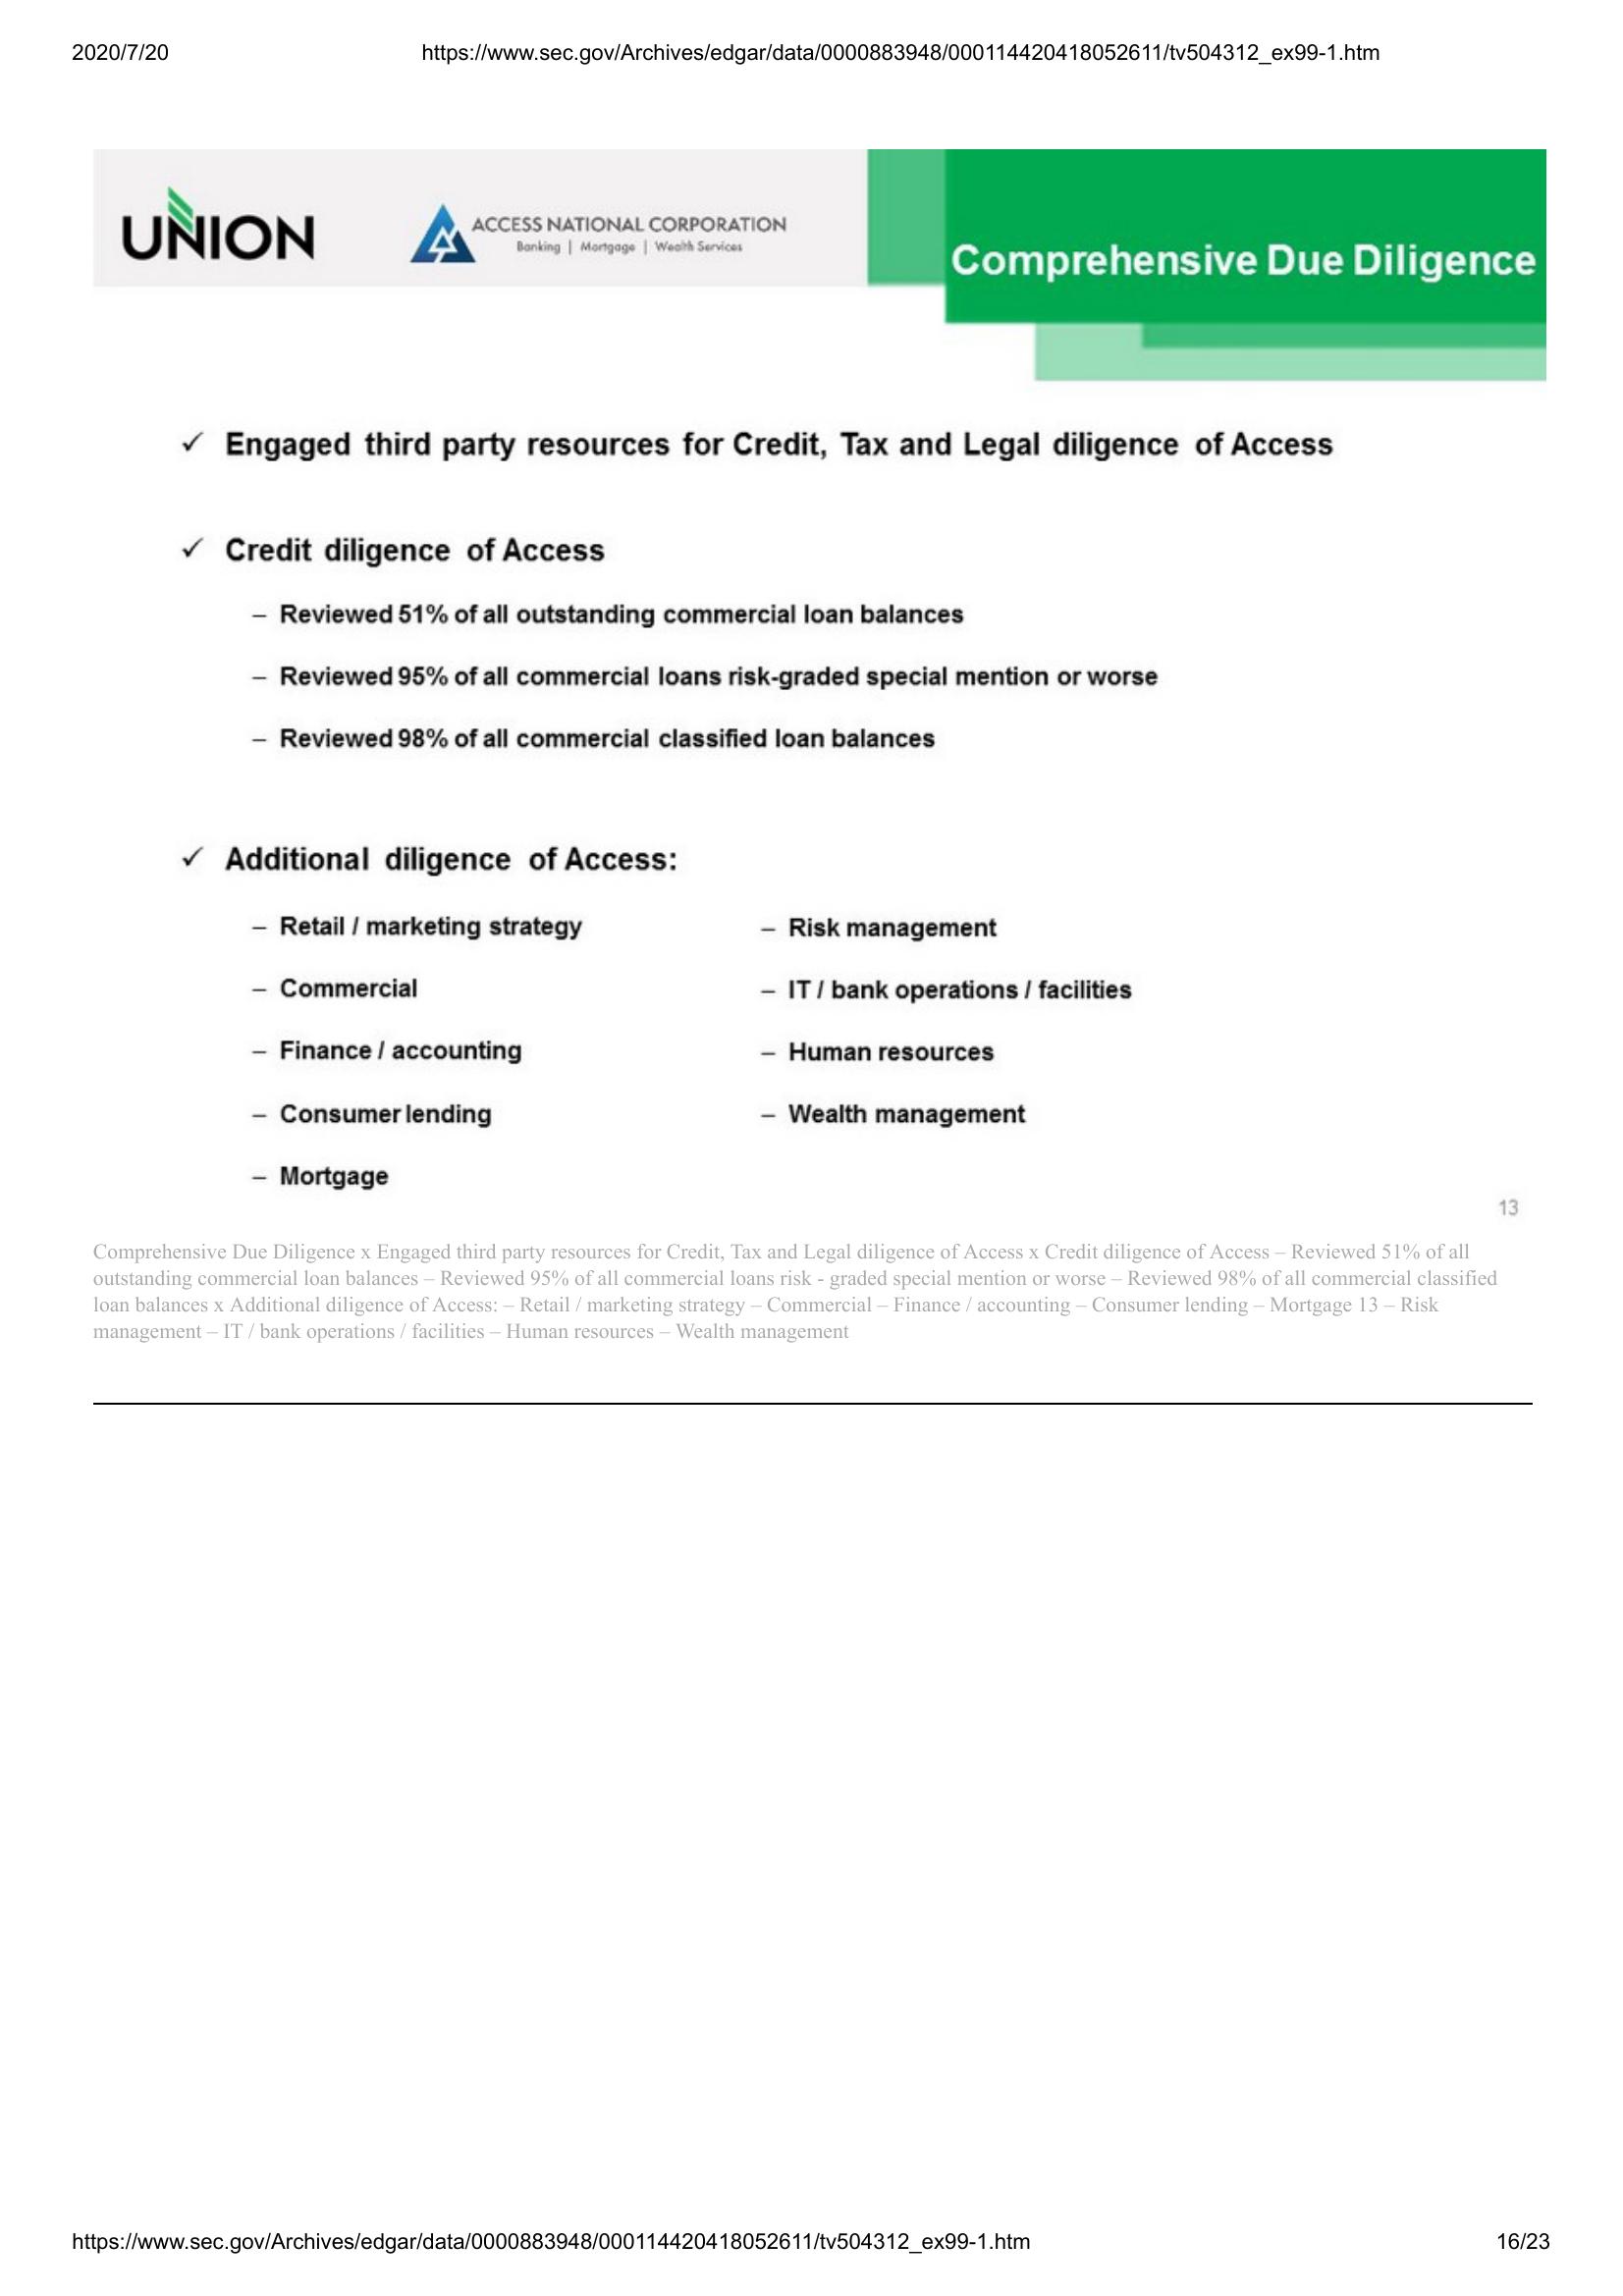 2020/7/20 https://www.sec.gov/Archives/edgar/data/0000883948/000114420418052611/tv504312_ex99-1.htm
UNION
ACCESS NATIONAL CORPORATION
Banking | Mortgage | Wealth Services
Comprehensive Due Diligence
✓ Engaged third party resources for Credit, Tax and Legal diligence of Access
✓ Credit diligence of Access
– Reviewed 51% of all outstanding commercial loan balances
– Reviewed 95% of all commercial loans risk-graded special mention or worse
– Reviewed 98% of all commercial classified loan balances
✓ Additional diligence of Access:
– Retail / marketing strategy
– Commercial
– Finance / accounting
– Consumer lending
– Mortgage
– Risk management
– IT / bank operations / facilities
– Human resources
– Wealth management
13
Comprehensive Due Diligence x Engaged third party resources for Credit, Tax and Legal diligence of Access x Credit diligence of Access – Reviewed 51% of all
outstanding commercial loan balances – Reviewed 95% of all commercial loans risk - graded special mention or worse – Reviewed 98% of all commercial classified
loan balances x Additional diligence of Access: – Retail / marketing strategy – Commercial – Finance / accounting – Consumer lending – Mortgage 13 – Risk
management – IT / bank operations / facilities – Human resources – Wealth management
https://www.sec.gov/Archives/edgar/data/0000883948/000114420418052611/tv504312_ex99-1.htm 16/23